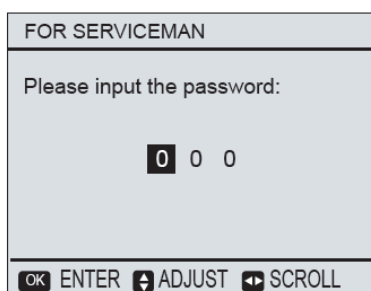 FOR SERVICEMAN
Please input the password:
0 0 0
OK ENTER ADJUST SCROLL